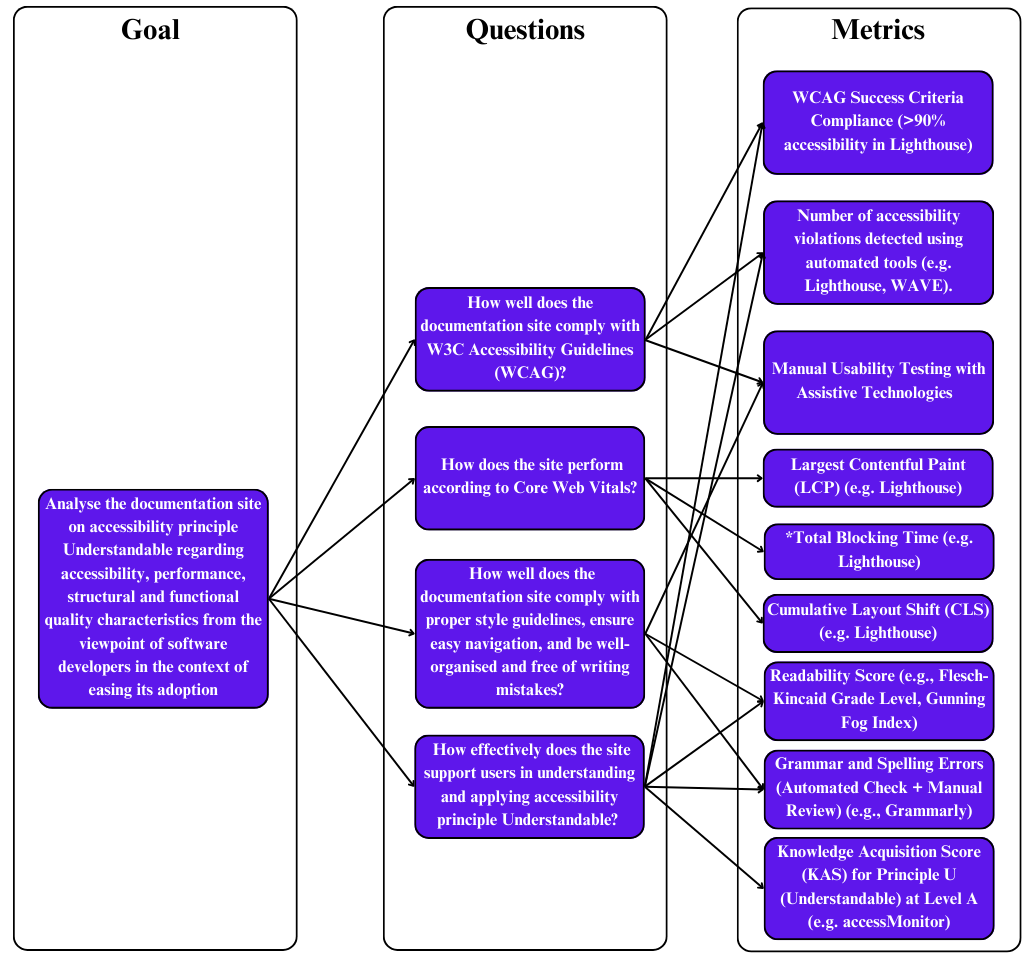 Goal
Analyse the documentation site
on accessibility principle
Understandable regarding
accessibility, performance,
structural and functional
quality characteristics from the
viewpoint of software
developers in the context of
easing its adoption
Questions
How well does the
documentation site comply with
W3C Accessibility Guidelines
(WCAG)?
How does the site perform
according to Core Web Vitals?
How well does the
documentation site comply with
proper style guidelines, ensure
easy navigation, and be well-
organised and free of writing
mistakes?
How effectively does the site
support users in understanding
and applying accessibility
principle Understandable?
Metrics
WCAG Success Criteria
Compliance (>90%
accessibility in Lighthouse)
Number of accessibility
violations detected using
automated tools (e.g.
Lighthouse, WAVE).
Manual Usability Testing with
Assistive Technologies
Largest Contentful Paint
(LCP) (e.g. Lighthouse)
*Total Blocking Time (e.g.
Lighthouse)
Cumulative Layout Shift (CLS)
(e.g. Lighthouse)
Readability Score (e.g., Flesch-
Kincaid Grade Level, Gunning
Fog Index)
Grammar and Spelling Errors
(Automated Check + Manual
Review) (e.g., Grammarly)
Knowledge Acquisition Score
(KAS) for Principle U
(Understandable) at Level A
(e.g. accessMonitor)